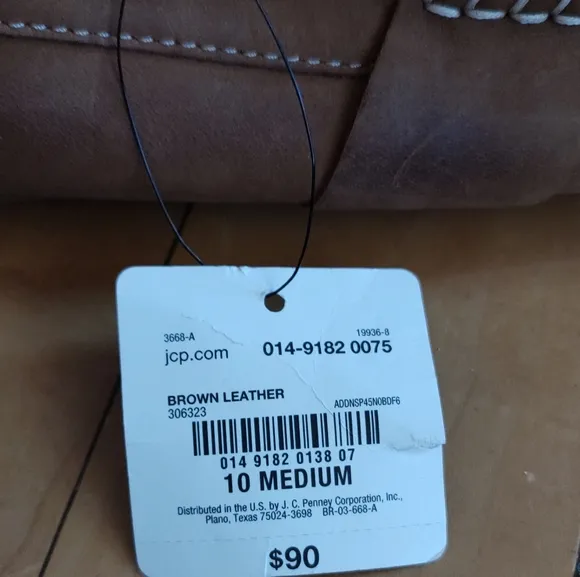 3668-A 19936-8
jcp.com 014-9182 0075
BROWN LEATHER
306323 ADDNSP45N0BDF6
014 9182 0138 07
10 MEDIUM
Distributed in the U.S. by J. C. Penney Corporation, Inc.,
Plano, Texas 75024-3698 BR-03-668-A
$90